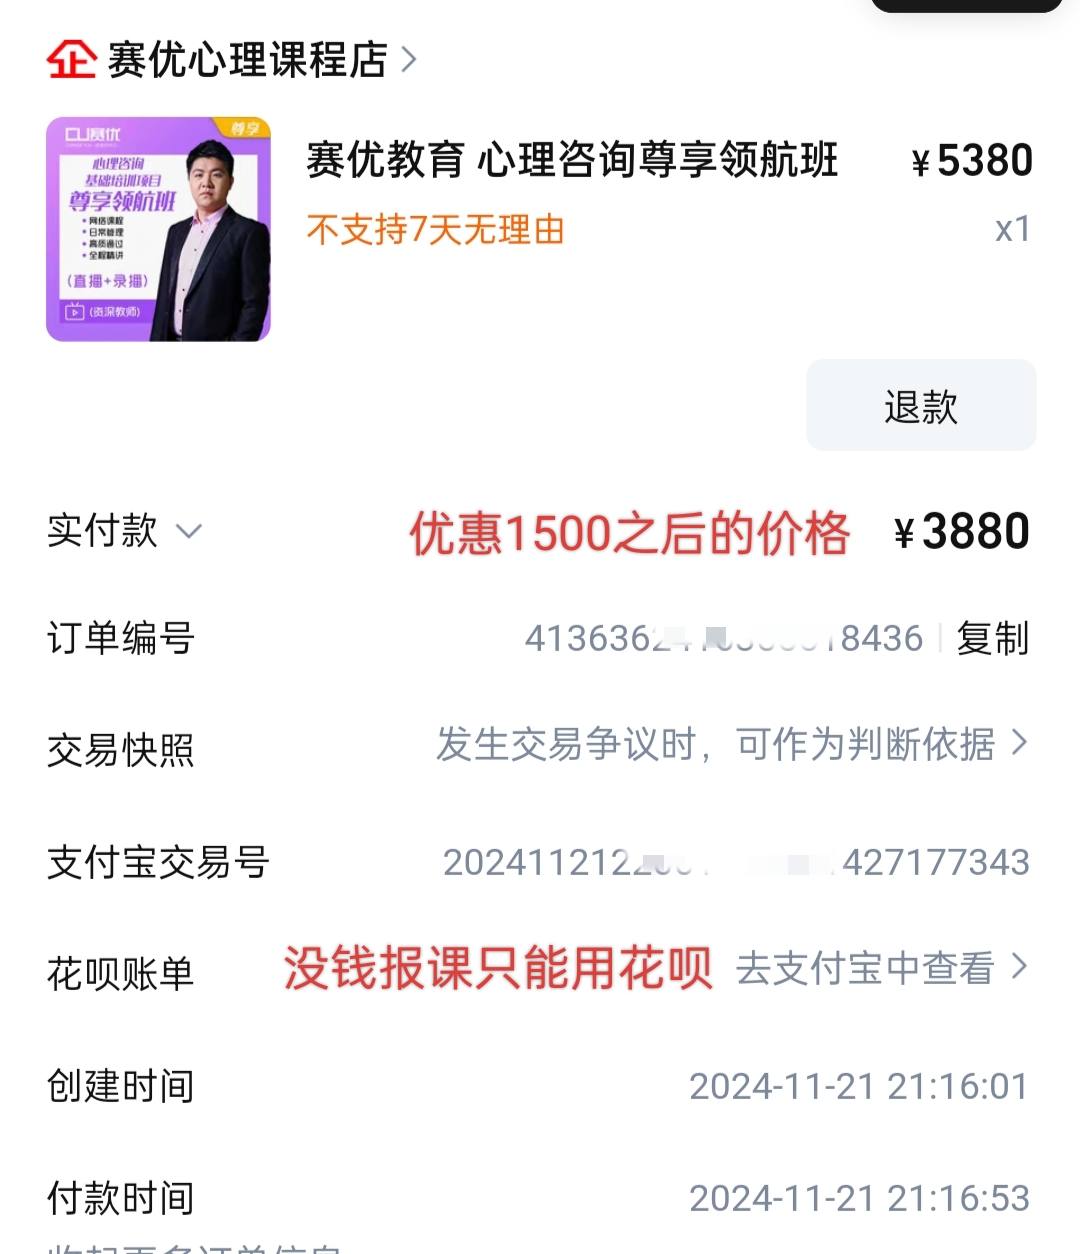 企 赛优心理课程店
CU赛优
尊享
心理咨询
基础培训项目
尊享领航班
• 网络课程
• 日常管理
• 高质通过
• 全程精讲
(直播+录播)
(资深教师)
赛优教育 心理咨询尊享领航班 ¥5380
不支持7天无理由 x1
退款
实付款 优惠1500之后的价格 ¥3880
订单编号 413636 18436 复制
交易快照 发生交易争议时，可作为判断依据
支付宝交易号 202411212 427177343
花呗账单 没钱报课只能用花呗 去支付宝中查看
创建时间 2024-11-21 21:16:01
付款时间 2024-11-21 21:16:53